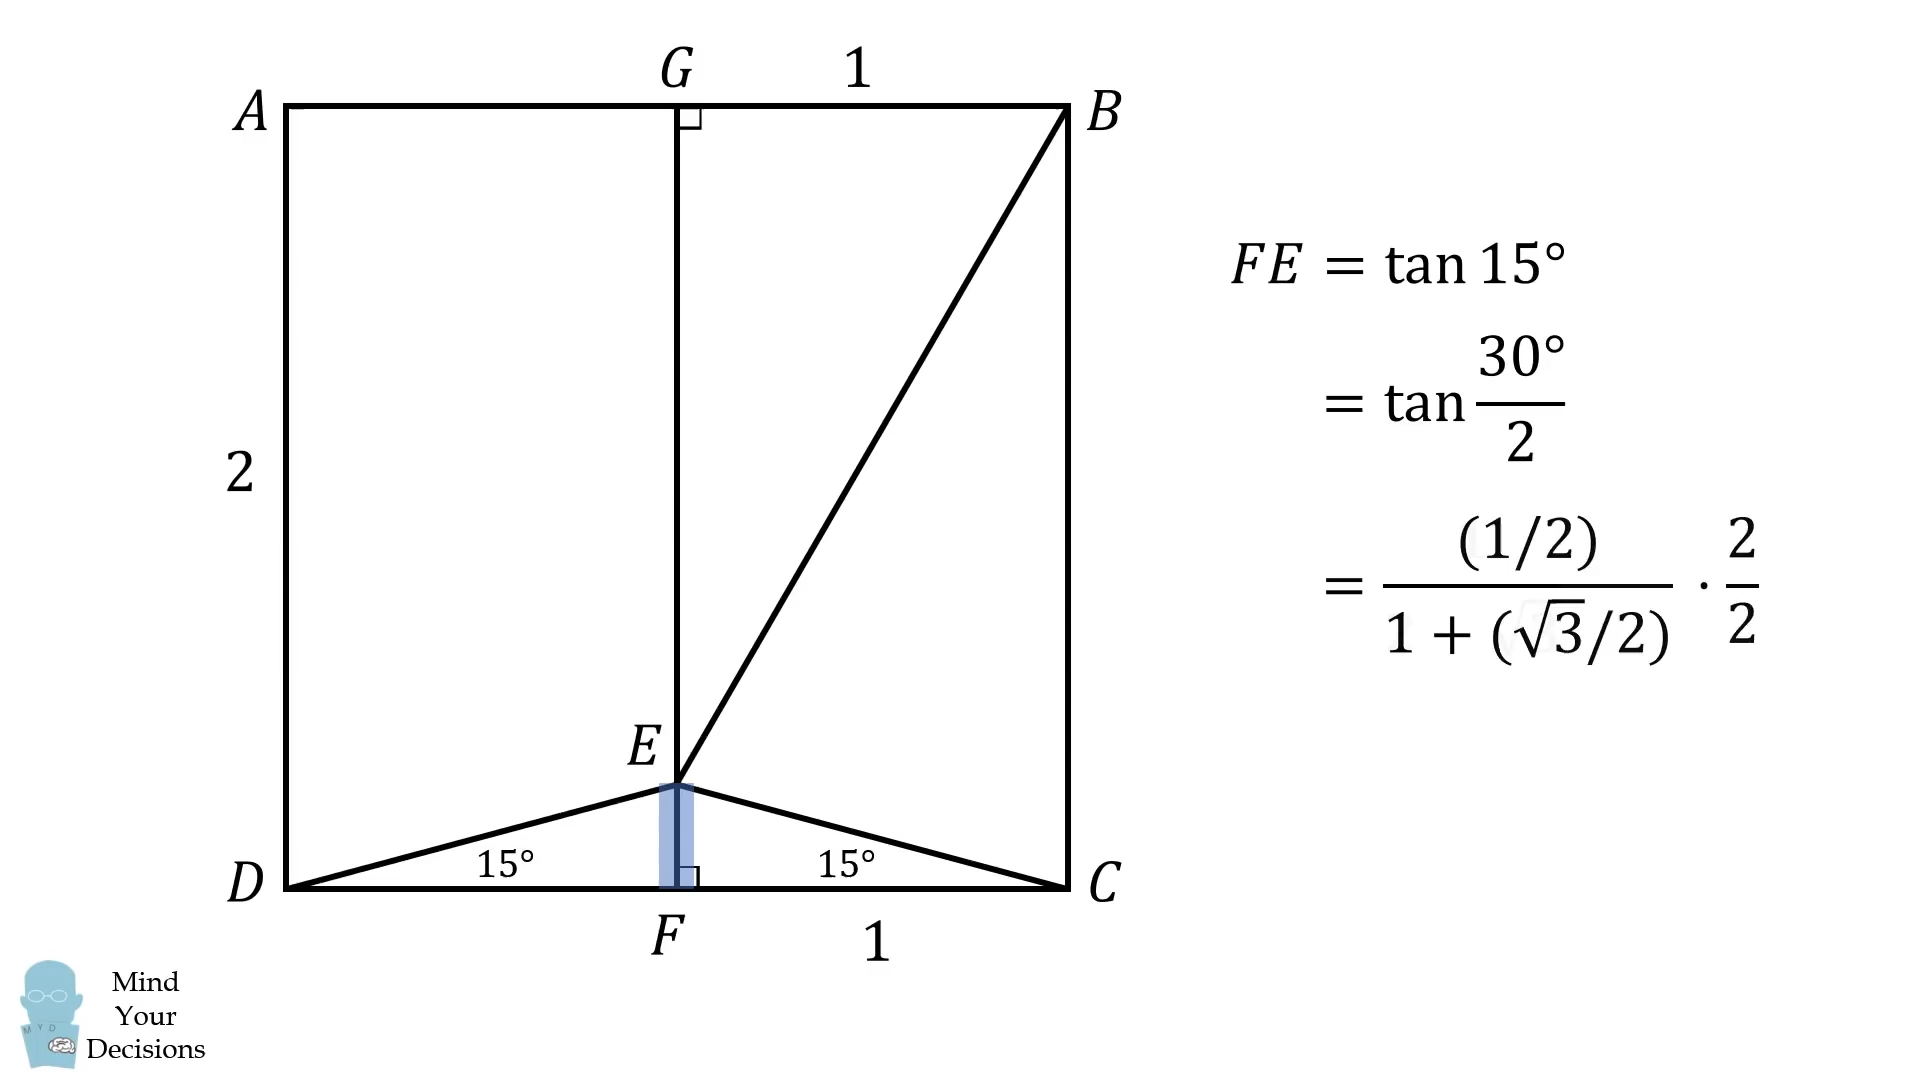 G 1
A B
FE = tan 15°
= tan 30°/2
2
= (1/2)/(1 + (√3/2)) · 2/2
E
15° 15°
D C
F 1
Mind
Your
Decisions
M Y D